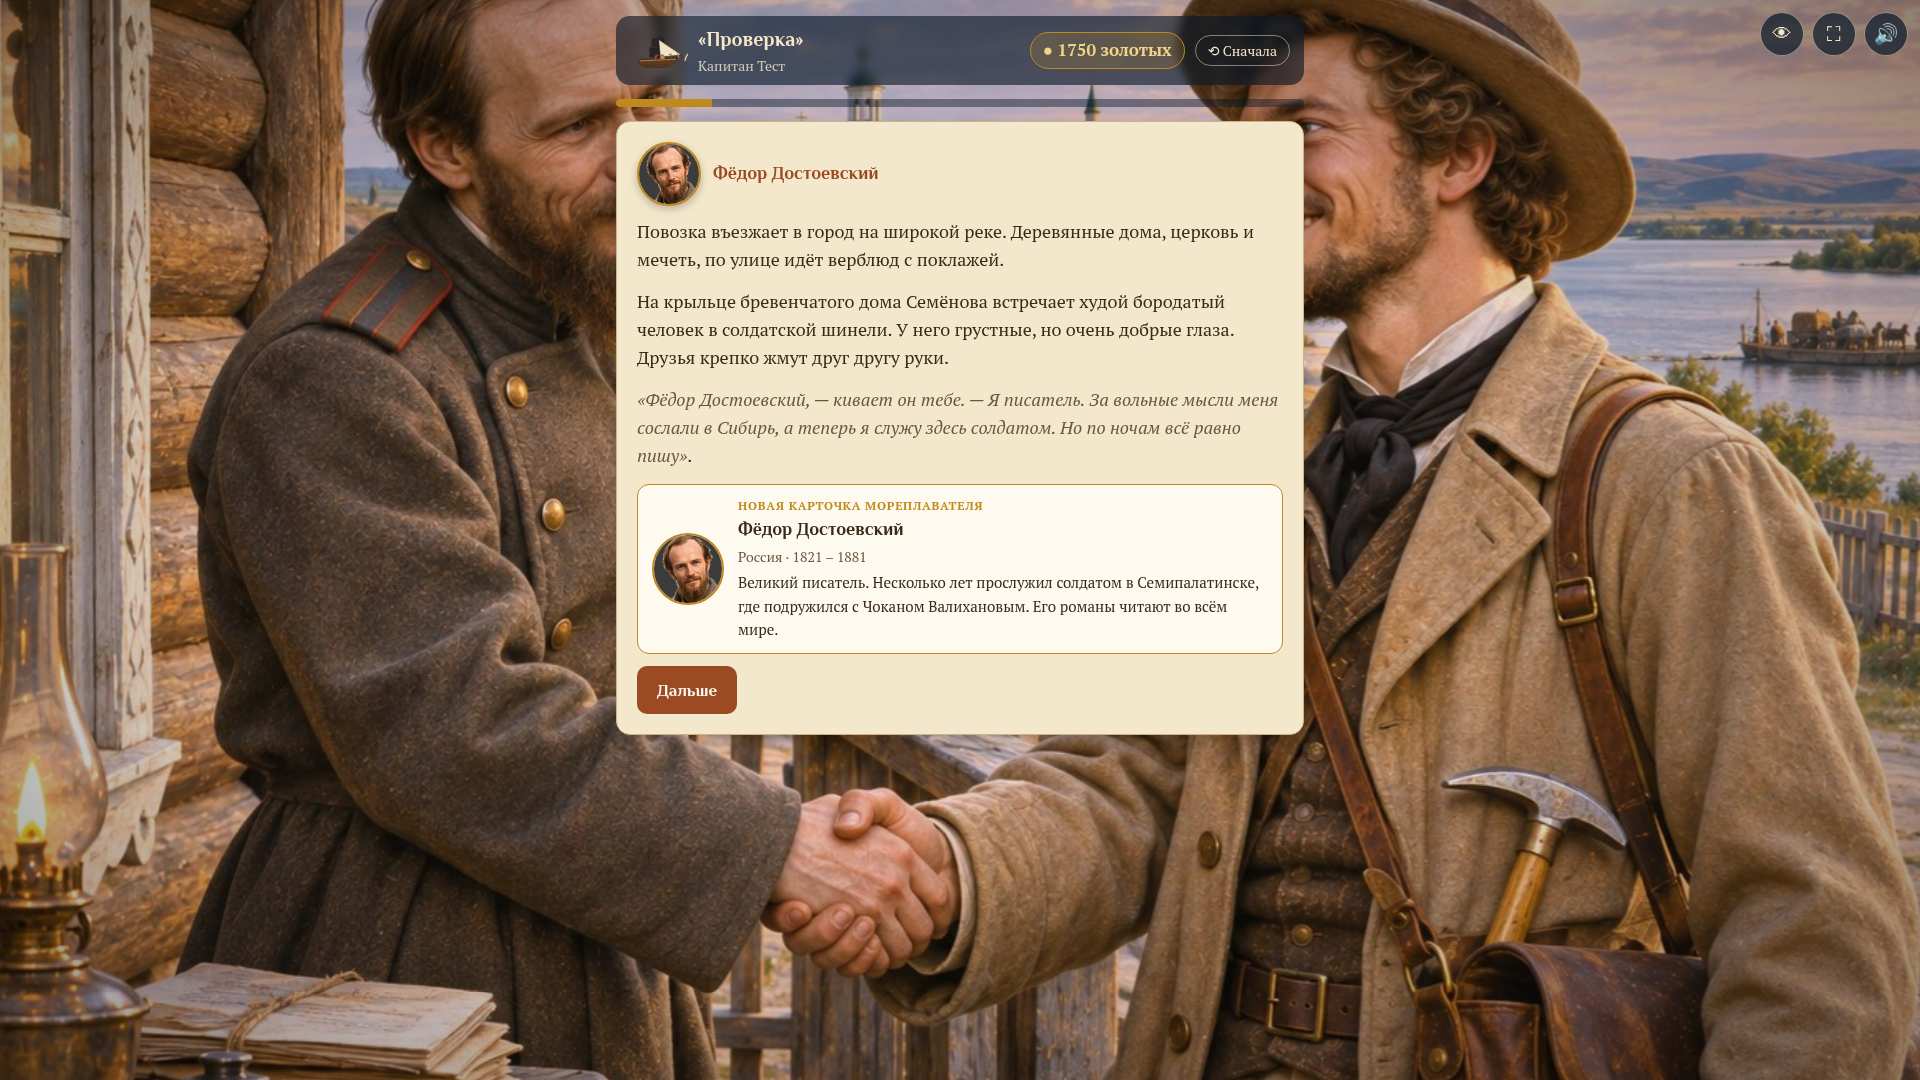 «Проверка»
Капитан Тест
● 1750 золотых
⟲ Сначала
Фёдор Достоевский
Повозка въезжает в город на широкой реке. Деревянные дома, церковь и
мечеть, по улице идёт верблюд с поклажей.
На крыльце бревенчатого дома Семёнова встречает худой бородатый
человек в солдатской шинели. У него грустные, но очень добрые глаза.
Друзья крепко жмут друг другу руки.
«Фёдор Достоевский, — кивает он тебе. — Я писатель. За вольные мысли меня
сослали в Сибирь, а теперь я служу здесь солдатом. Но по ночам всё равно
пишу».
НОВАЯ КАРТОЧКА МОРЕПЛАВАТЕЛЯ
Фёдор Достоевский
Россия · 1821 – 1881
Великий писатель. Несколько лет прослужил солдатом в Семипалатинске,
где подружился с Чоканом Валихановым. Его романы читают во всём
мире.
Дальше